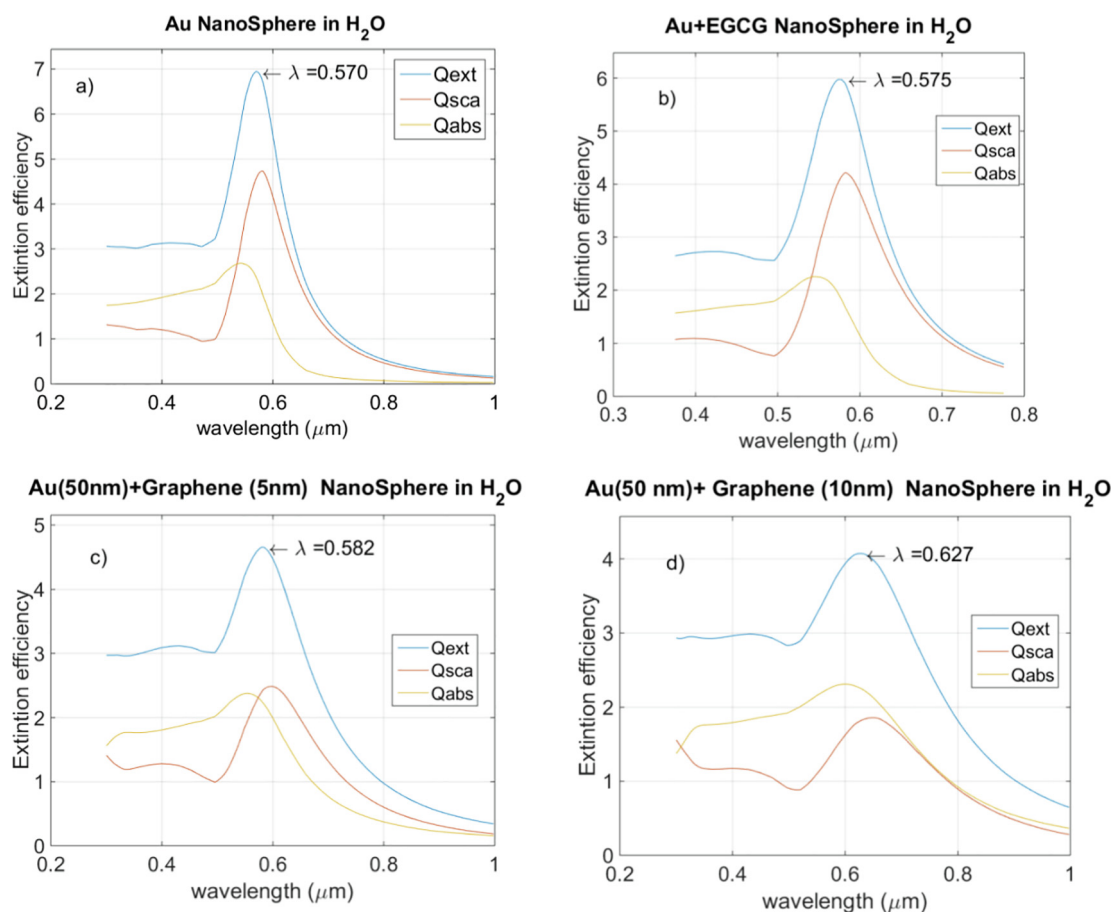 Au NanoSphere in H2O
a)
← λ =0.570
Qext
Qsca
Qabs
Extintion efficiency
7
6
5
4
3
2
1
0
0.2 0.4 0.6 0.8 1
wavelength (μm)
Au+EGCG NanoSphere in H2O
b)
← λ =0.575
Qext
Qsca
Qabs
Extintion efficiency
6
5
4
3
2
1
0
0.3 0.4 0.5 0.6 0.7 0.8
wavelength (μm)
Au(50nm)+Graphene (5nm) NanoSphere in H2O
c)
← λ =0.582
Qext
Qsca
Qabs
Extintion efficiency
5
4
3
2
1
0
0.2 0.4 0.6 0.8 1
wavelength (μm)
Au(50 nm)+ Graphene (10nm) NanoSphere in H2O
d)
← λ =0.627
Qext
Qsca
Qabs
Extintion efficiency
4
3
2
1
0
0.2 0.4 0.6 0.8 1
wavelength (μm)